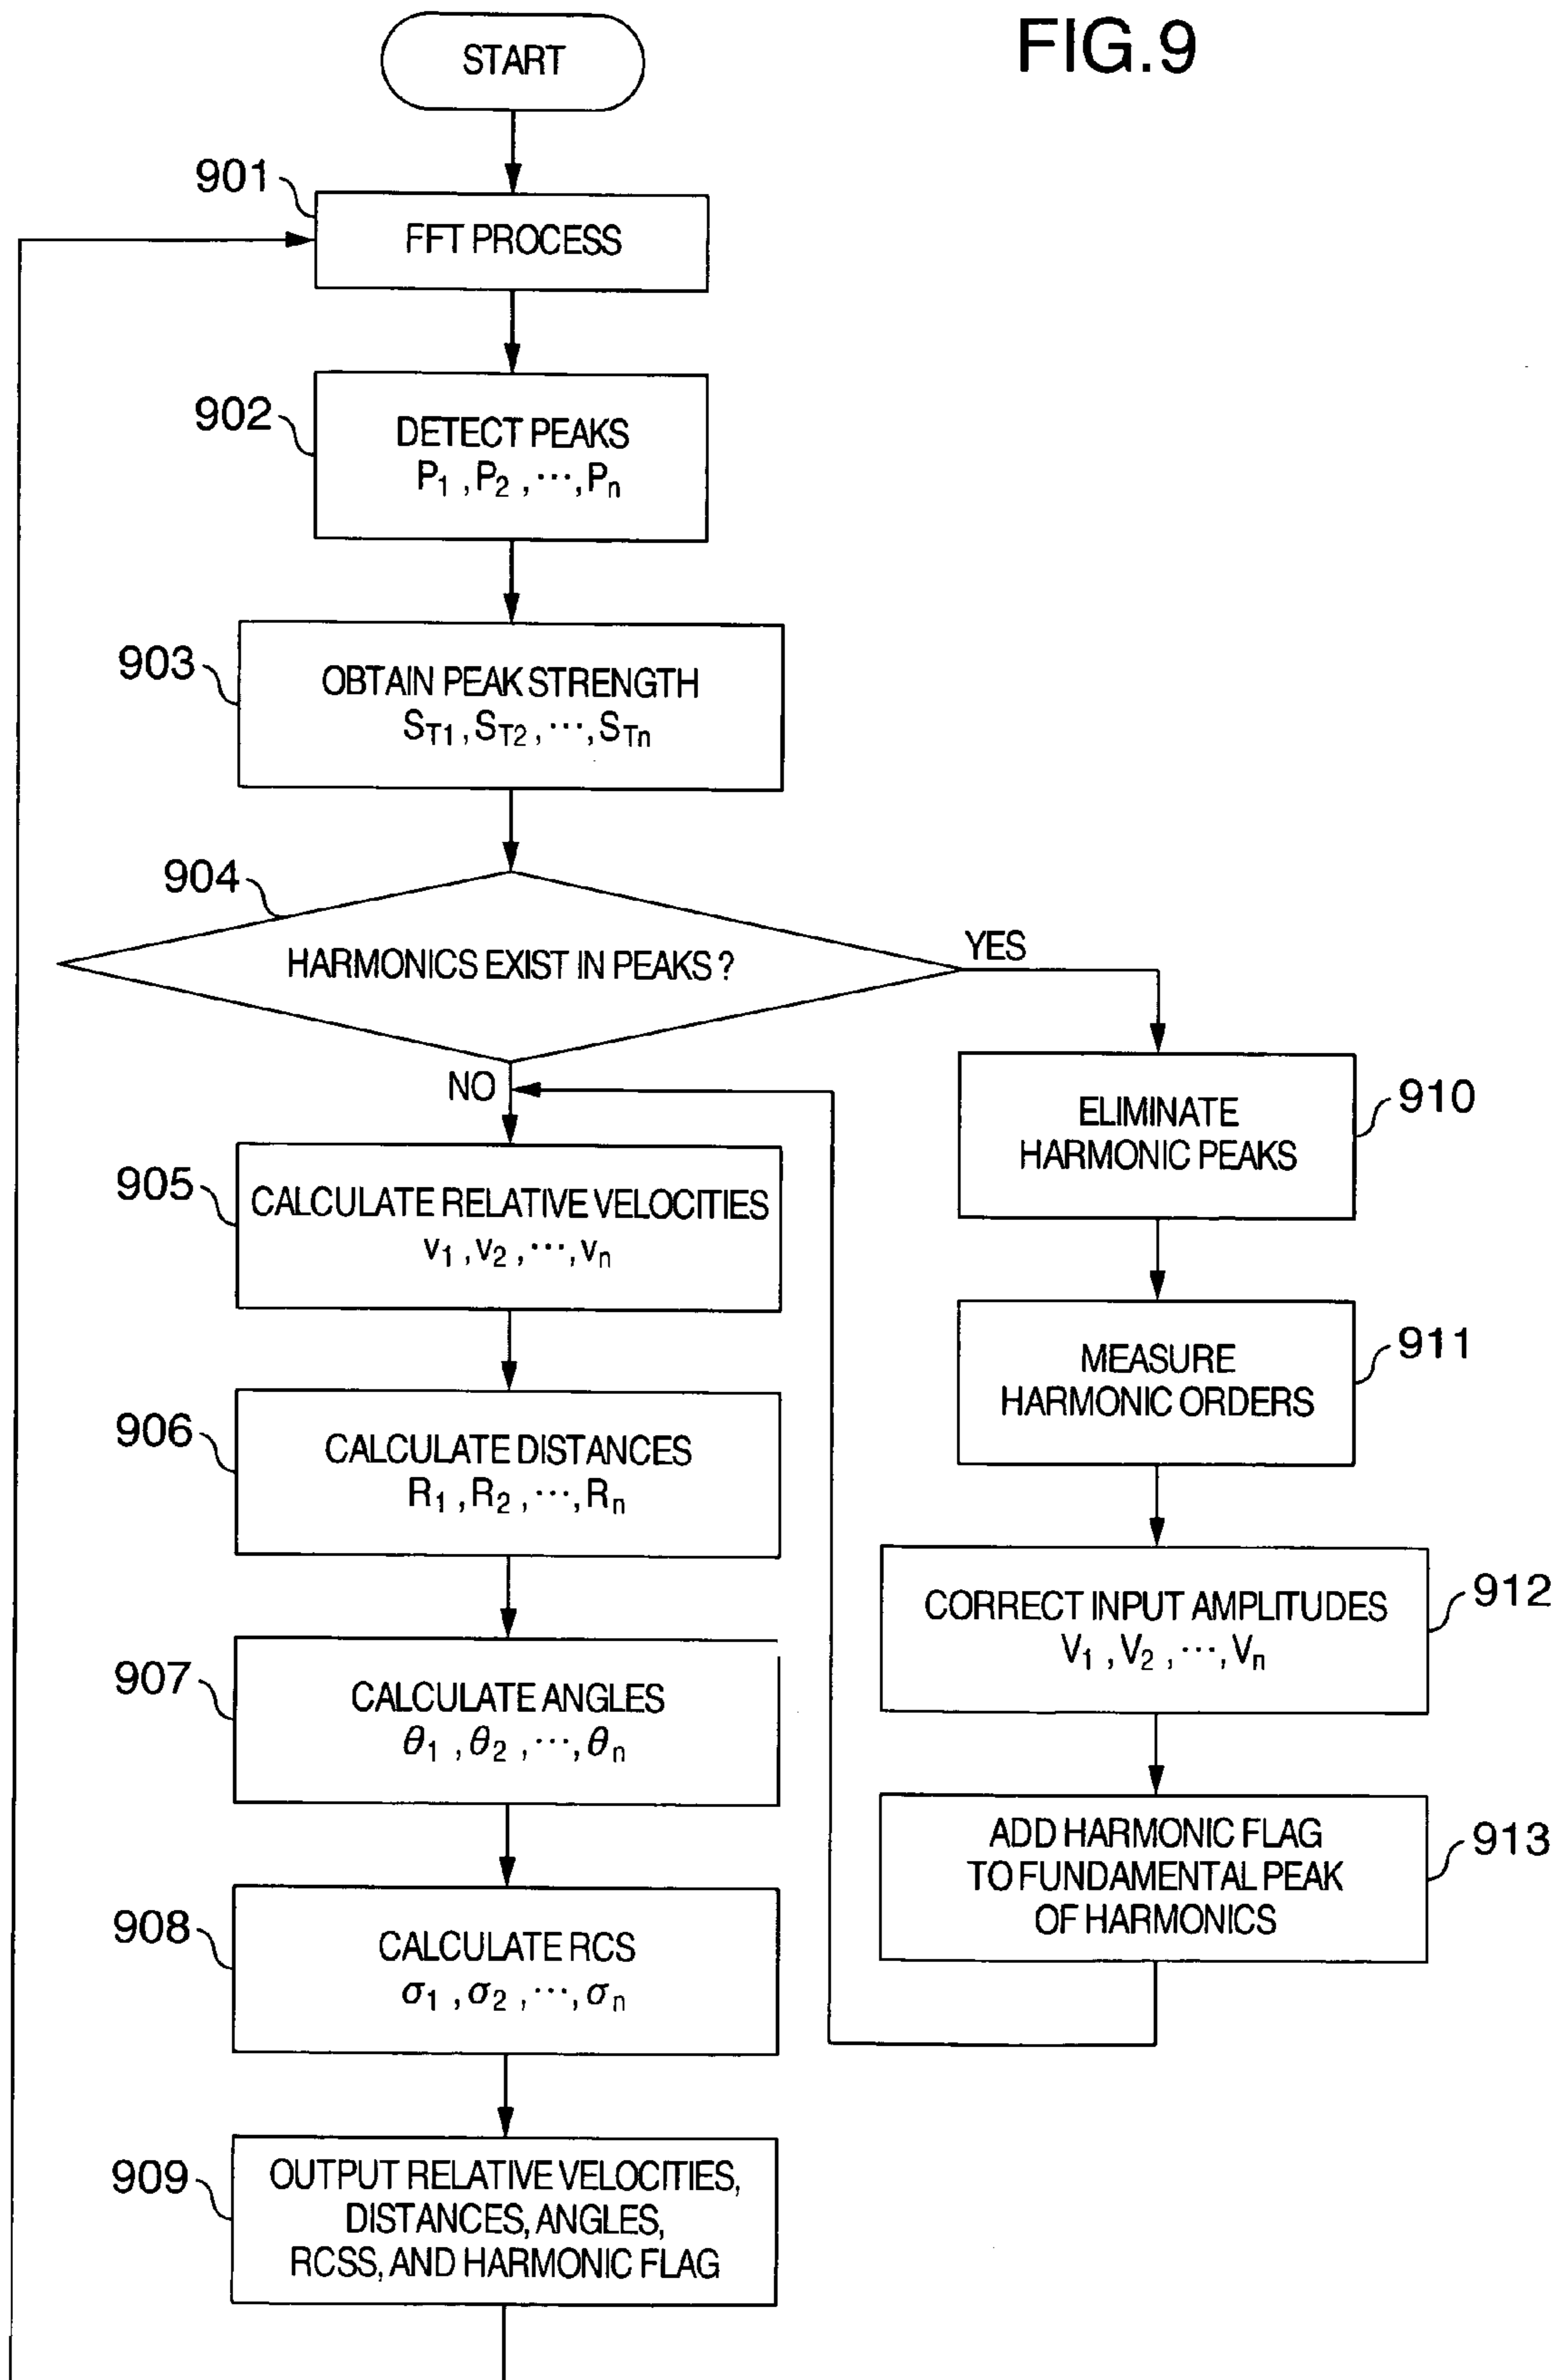 FIG.9
START
901
FFT PROCESS
902
DETECT PEAKS
P1 ,P2 ,⋯,Pn
903
OBTAIN PEAK STRENGTH
ST1 ,ST2 ,⋯,STn
904
HARMONICS EXIST IN PEAKS ?
YES
NO
905
CALCULATE RELATIVE VELOCITIES
v1 ,v2 ,⋯,vn
906
CALCULATE DISTANCES
R1 ,R2 ,⋯,Rn
907
CALCULATE ANGLES
θ1 ,θ2 ,⋯,θn
908
CALCULATE RCS
σ1 ,σ2 ,⋯,σn
909
OUTPUT RELATIVE VELOCITIES,
DISTANCES, ANGLES,
RCSS, AND HARMONIC FLAG
910
ELIMINATE
HARMONIC PEAKS
911
MEASURE
HARMONIC ORDERS
912
CORRECT INPUT AMPLITUDES
V1 ,V2 ,⋯,Vn
913
ADD HARMONIC FLAG
TO FUNDAMENTAL PEAK
OF HARMONICS